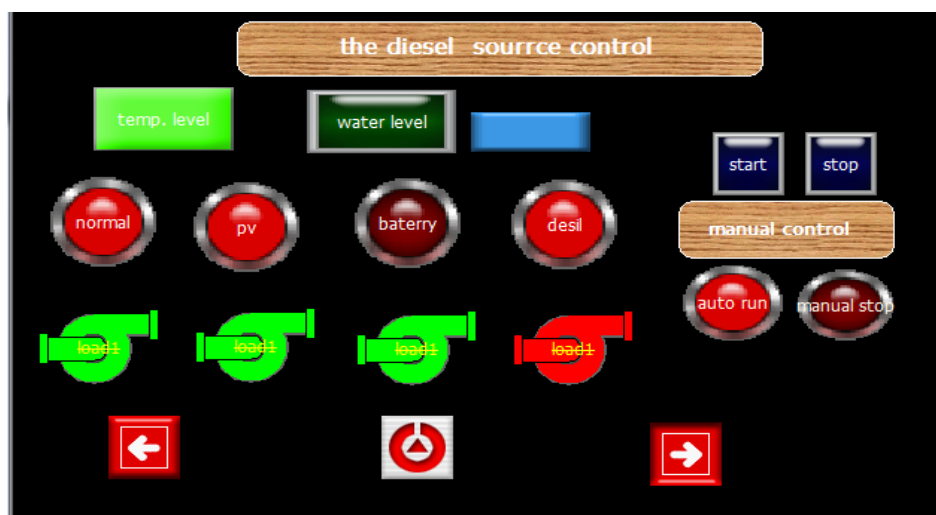 the diesel sourrce control
temp. level
water level
start
stop
normal
pv
baterry
desil
manual control
auto run
manual stop
load1
load1
load1
load1